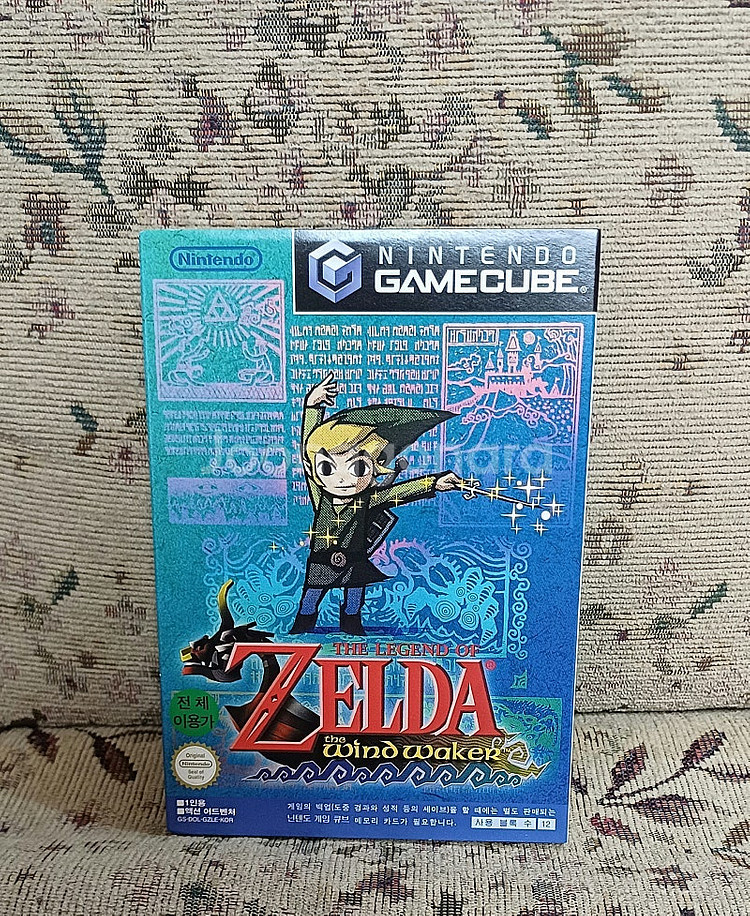 Nintendo
NINTENDO
GAMECUBE
THE LEGEND OF
ZELDA
the
wind waker
전체
이용가
Original
Nintendo
Seal of
Quality
■1인용
■액션 어드벤처
GS-DOL-GZLE-KOR
게임의 백업(도중 경과와 성적 등의 세이브)을 할 때에는 별도 판매되는
닌텐도 게임 큐브 메모리 카드가 필요합니다.
사용 블록 수 12